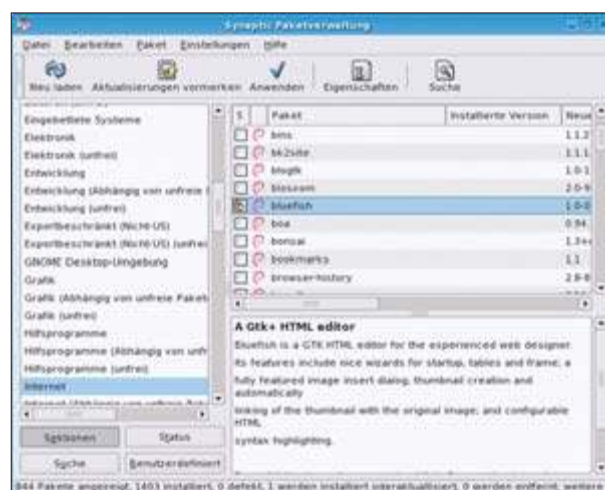 Synaptic Paketverwaltung
Datei Bearbeiten Paket Einstellungen Hilfe
Neu laden Aktualisierungen vormerken Anwenden Eigenschaften Suche
Eingebettete Systeme
Elektronik
Elektronik (unfrei)
Entwicklung
Entwicklung (Abhängig von unfreie
Entwicklung (unfrei)
Exportbeschränkt (Nicht-US)
Exportbeschränkt (Nicht-US) (unfrei
GNOME Desktop-Umgebung
Grafik
Grafik (Abhängig von unfreie Paket
Grafik (unfrei)
Hilfsprogramme
Hilfsprogramme (Abhängig von unfr
Hilfsprogramme (unfrei)
Internet
Sektionen Status
Suche Benutzerdefiniert
S Paket Installierte Version Neue
bins 1.1.2
bk2site 1.1.1
blogtk 1.0-1
blosxom 2.0-9
bluefish 1.0-0
boa 0.94.
bonsai 1.3+
bookmarks 1.1
browser-history 2.8-8
A Gtk+ HTML editor
Bluefish is a GTK HTML editor for the experienced web designer.
Its features include nice wizards for startup, tables and frame; a
fully featured image insert dialog; thumbnail creation and
automatically
linking of the thumbnail with the original image; and configurable
HTML
syntax highlighting.
844 Pakete angezeigt, 1403 installiert, 0 defekt, 1 werden installiert 0 werden entfernt; weitere